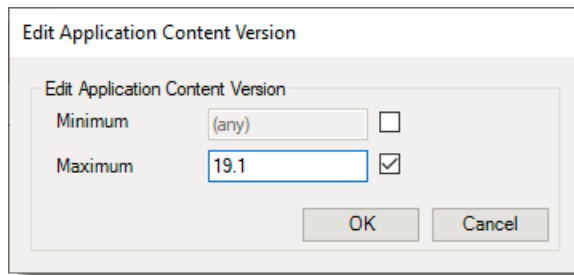 Edit Application Content Version
Edit Application Content Version
Minimum (any)
Maximum 19.1
OK Cancel